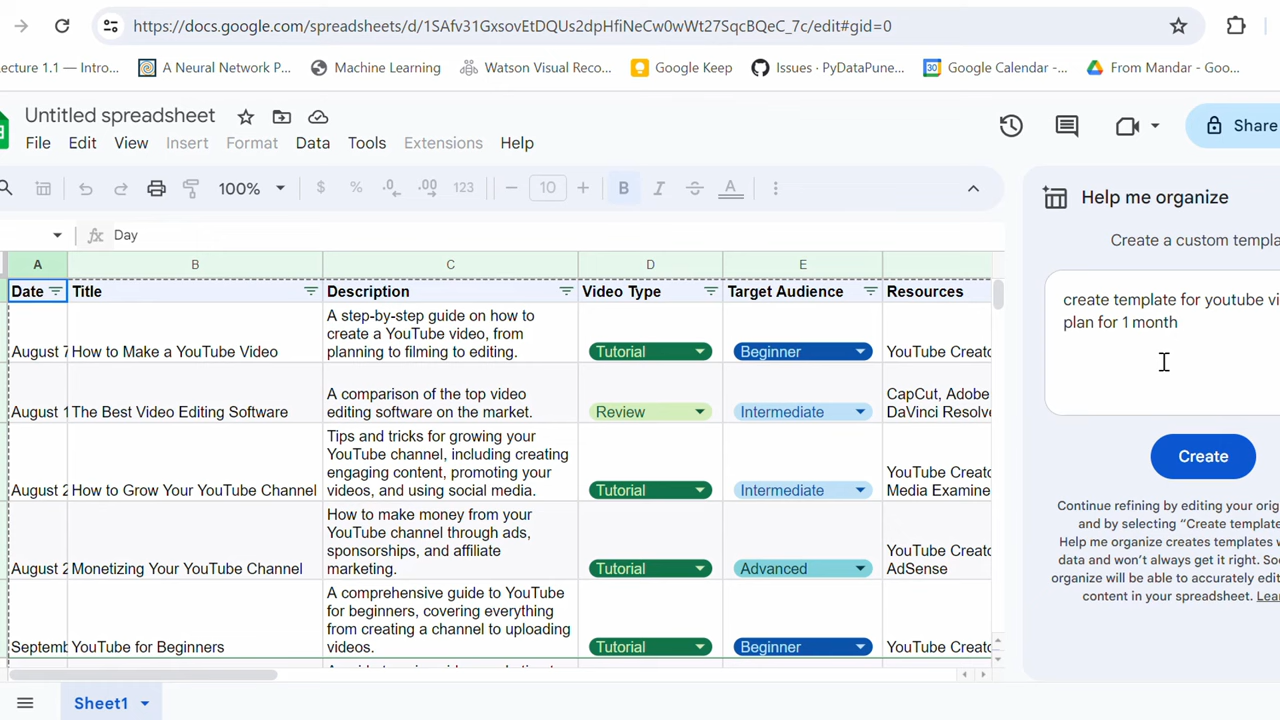 https://docs.google.com/spreadsheets/d/1SAfv31GxsovEtDQUs2dpHfiNeCw0wWt27SqcBQeC_7c/edit#gid=0
ecture 1.1 — Intro... A Neural Network P... Machine Learning Watson Visual Reco... Google Keep Issues · PyDataPune... Google Calendar -... From Mandar - Goo...
Untitled spreadsheet
Share
File Edit View Insert Format Data Tools Extensions Help
100% $ % .0 .00 123 10 B I S A
Help me organize
fx Day
Create a custom templa
A B C D E
Date Title Description Video Type Target Audience Resources
create template for youtube vi
plan for 1 month
A step-by-step guide on how to
create a YouTube video, from
planning to filming to editing.
August 7 How to Make a YouTube Video Tutorial Beginner YouTube Creato
A comparison of the top video
editing software on the market.
August 1 The Best Video Editing Software Review Intermediate
CapCut, Adobe
DaVinci Resolve
Tips and tricks for growing your
YouTube channel, including creating
engaging content, promoting your
videos, and using social media.
August 2 How to Grow Your YouTube Channel Tutorial Intermediate
YouTube Creato
Media Examine
How to make money from your
YouTube channel through ads,
sponsorships, and affiliate
marketing.
August 2 Monetizing Your YouTube Channel Tutorial Advanced
YouTube Creato
AdSense
A comprehensive guide to YouTube
for beginners, covering everything
from creating a channel to uploading
videos.
Septemb YouTube for Beginners Tutorial Beginner YouTube Creato
Create
Continue refining by editing your orig
and by selecting “Create template
Help me organize creates templates w
data and won’t always get it right. So
organize will be able to accurately edit
content in your spreadsheet. Lear
Sheet1